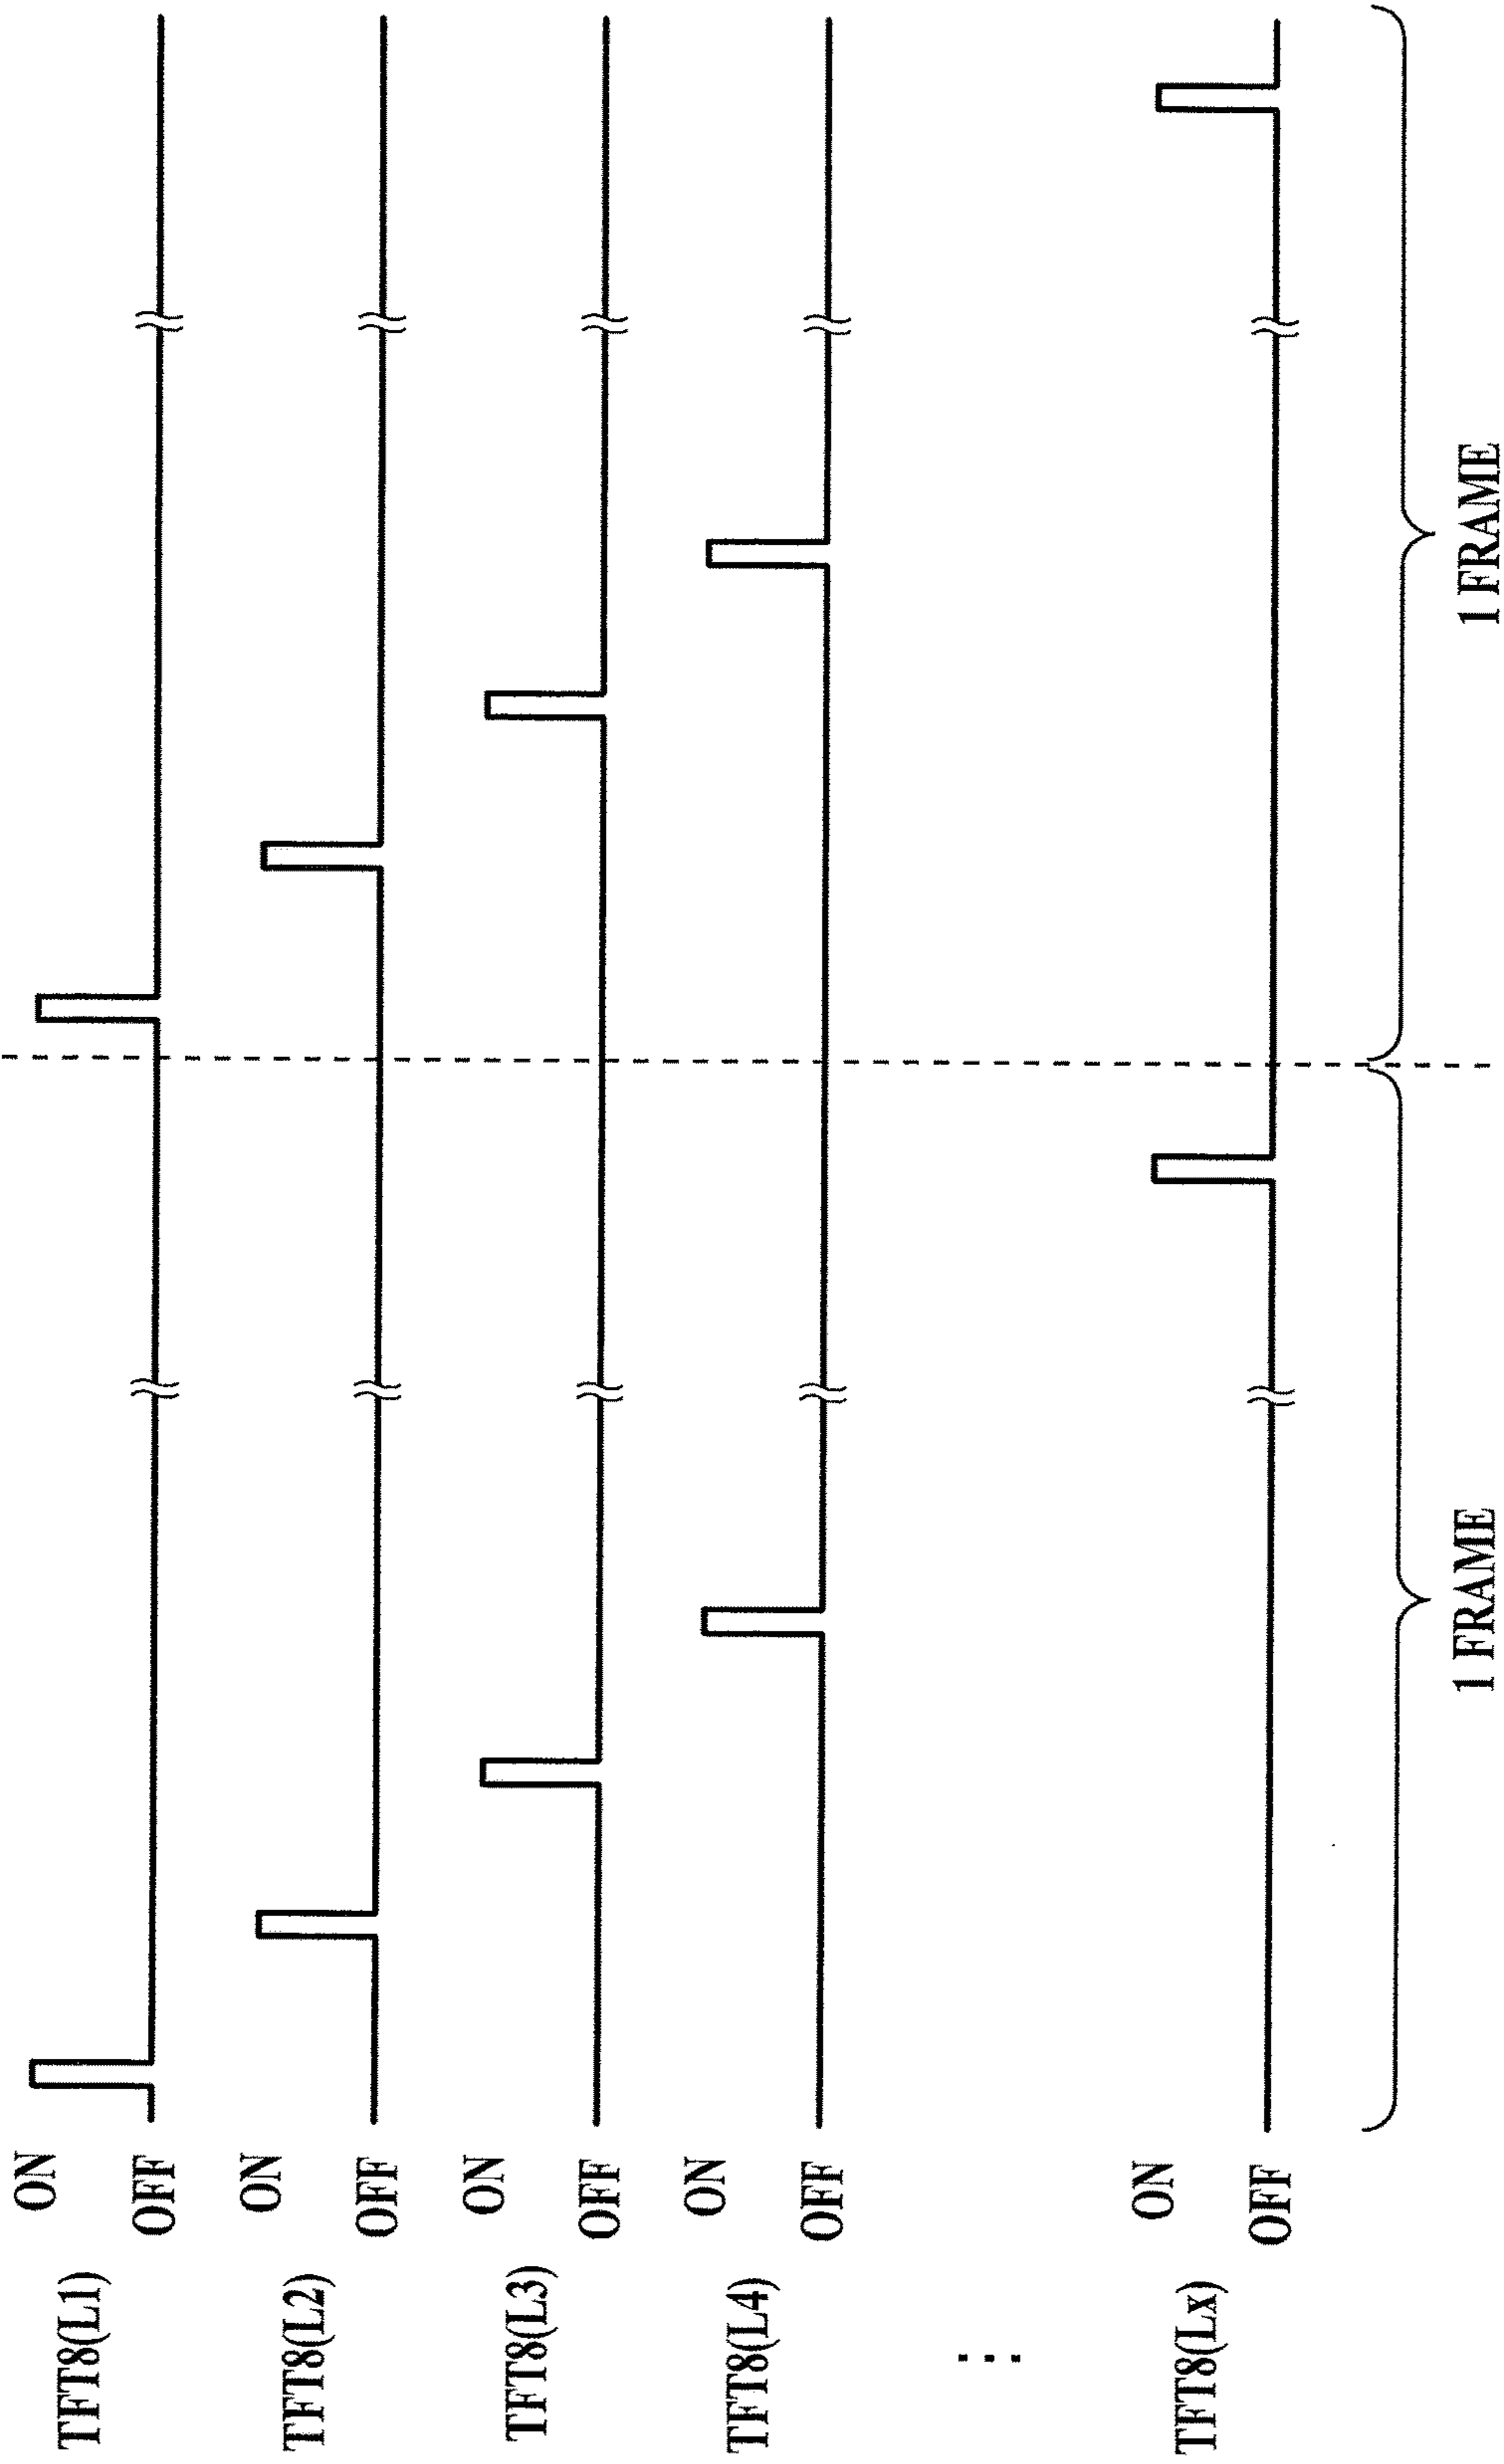 TFT8(L1)
ON
OFF
TFT8(L2)
ON
OFF
TFT8(L3)
ON
OFF
TFT8(L4)
ON
OFF
...
TFT8(Lx)
ON
OFF
1 FRAME
1 FRAME